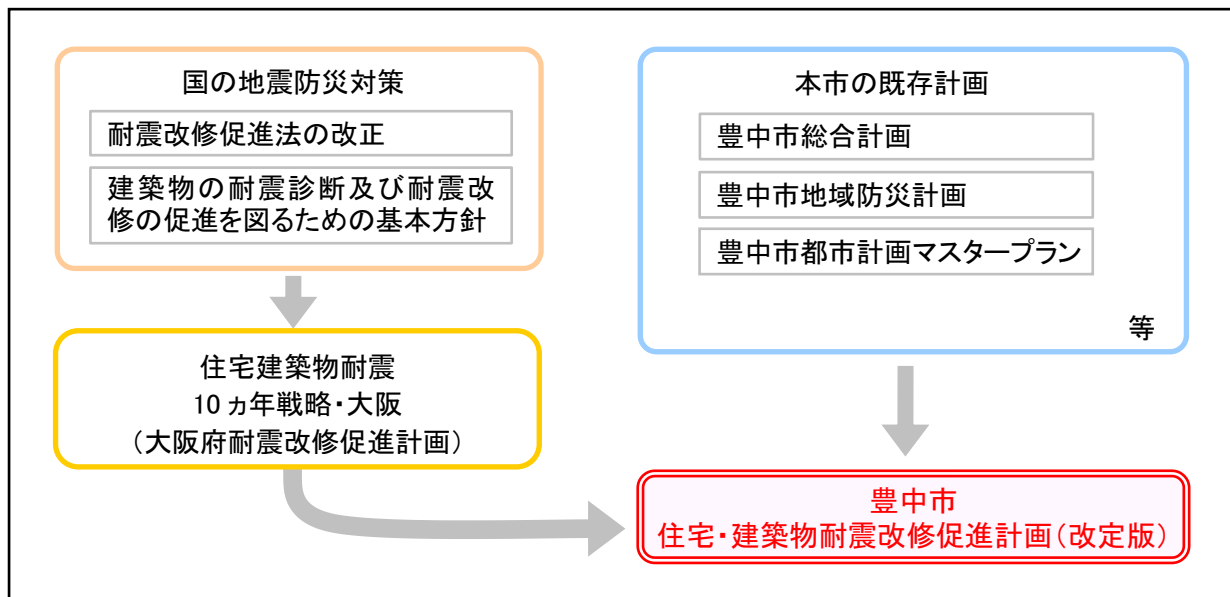 国の地震防災対策
耐震改修促進法の改正
建築物の耐震診断及び耐震改
修の促進を図るための基本方針
住宅建築物耐震
10ヵ年戦略・大阪
（大阪府耐震改修促進計画）
本市の既存計画
豊中市総合計画
豊中市地域防災計画
豊中市都市計画マスタープラン
等
豊中市
住宅・建築物耐震改修促進計画（改定版）